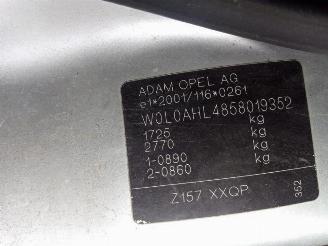 ADAM OPEL AG
e1*2001/116*0261
W0L0AHL4858019352
1725 kg
2770 kg
1-0890 kg
2-0860 kg
Z157 XXQP
352